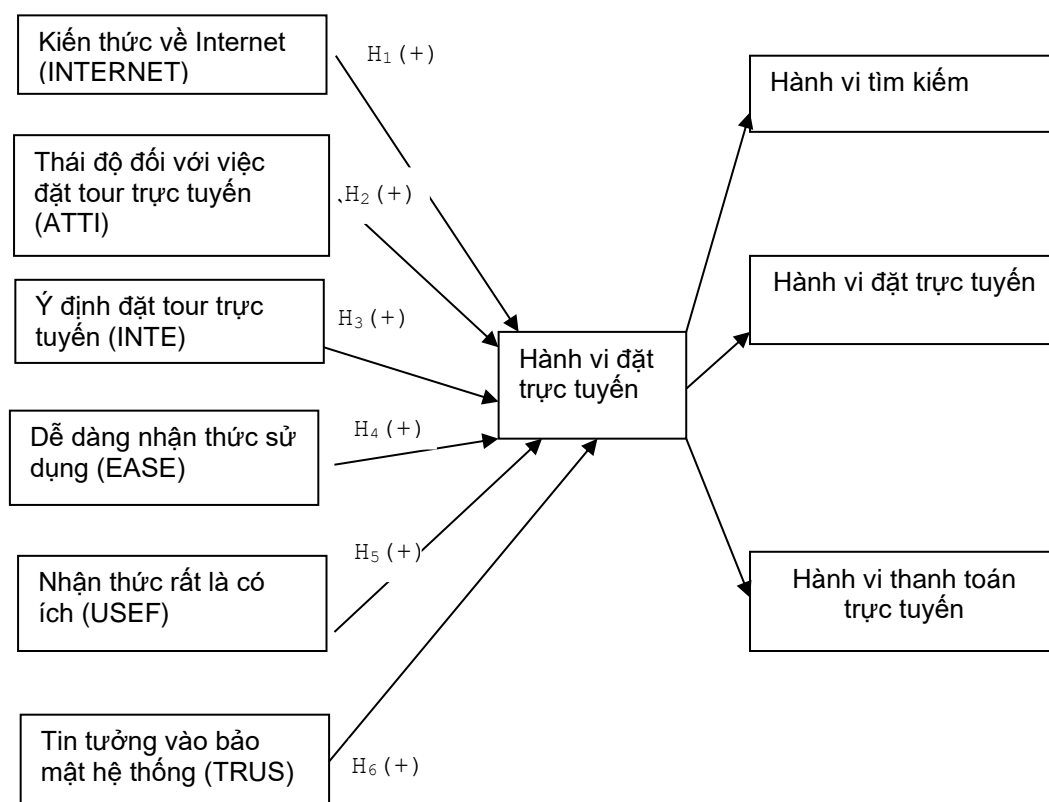 Kiến thức về Internet
(INTERNET)
H₁(+)
Thái độ đối với việc
đặt tour trực tuyến
(ATTI)
H₂(+)
Ý định đặt tour trực
tuyến (INTE)
H₃(+)
Dễ dàng nhận thức sử
dụng (EASE)
H₄(+)
Nhận thức rất là có
ích (USEF)
H₅(+)
Tin tưởng vào bảo
mật hệ thống (TRUS)
H₆(+)
Hành vi đặt
trực tuyến
Hành vi tìm kiếm
Hành vi đặt trực tuyến
Hành vi thanh toán
trực tuyến